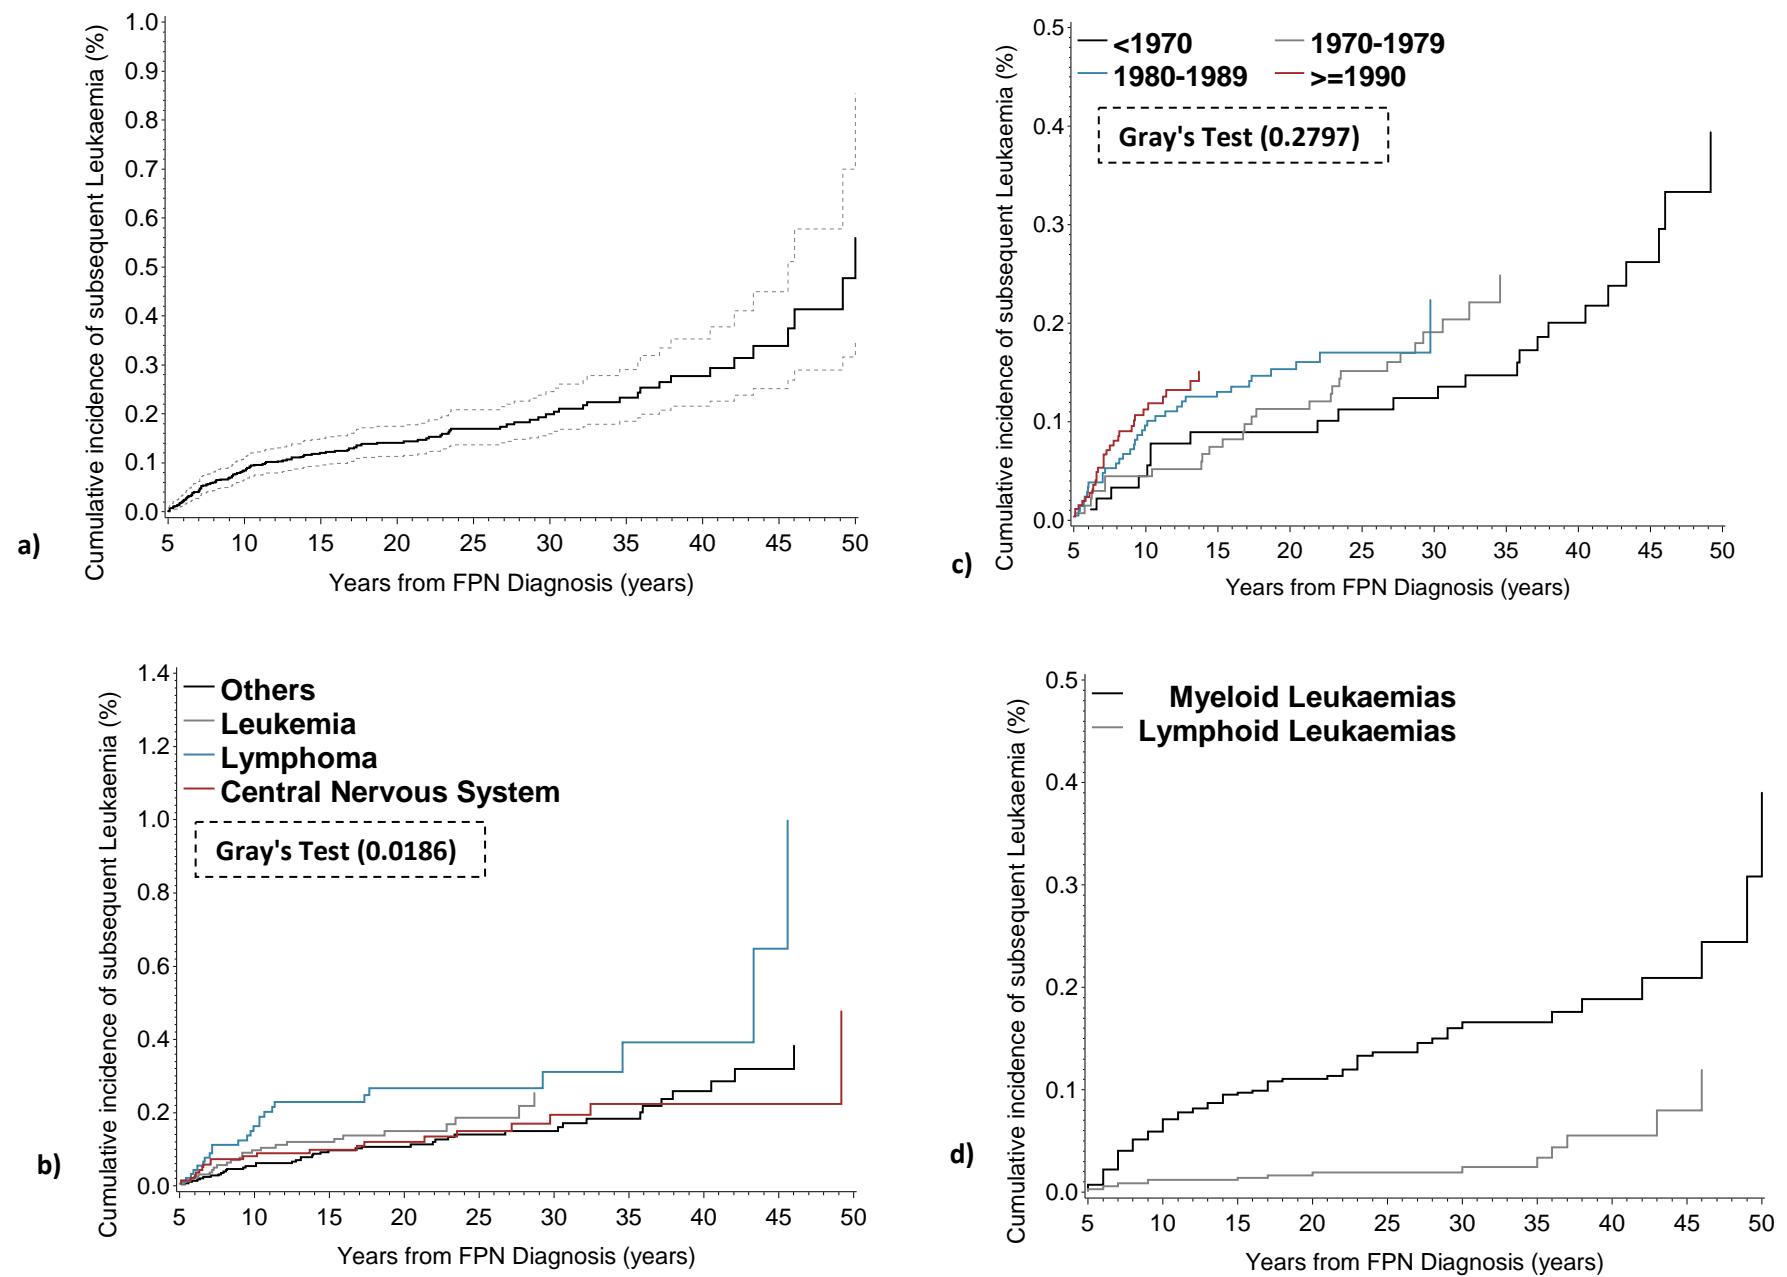 Cumulative incidence of subsequent Leukaemia (%)
1.0
0.9
0.8
0.7
0.6
0.5
0.4
0.3
0.2
0.1
0.0
5 10 15 20 25 30 35 40 45 50
Years from FPN Diagnosis (years)
a)
Cumulative incidence of subsequent Leukaemia (%)
0.5
0.4
0.3
0.2
0.1
0.0
<1970 1970-1979
1980-1989 >=1990
Gray's Test (0.2797)
5 10 15 20 25 30 35 40 45 50
Years from FPN Diagnosis (years)
c)
Cumulative incidence of subsequent Leukaemia (%)
1.4
1.2
1.0
0.8
0.6
0.4
0.2
0.0
Others
Leukemia
Lymphoma
Central Nervous System
Gray's Test (0.0186)
5 10 15 20 25 30 35 40 45 50
Years from FPN Diagnosis (years)
b)
Cumulative incidence of subsequent Leukaemia (%)
0.5
0.4
0.3
0.2
0.1
0.0
Myeloid Leukaemias
Lymphoid Leukaemias
5 10 15 20 25 30 35 40 45 50
Years from FPN Diagnosis (years)
d)